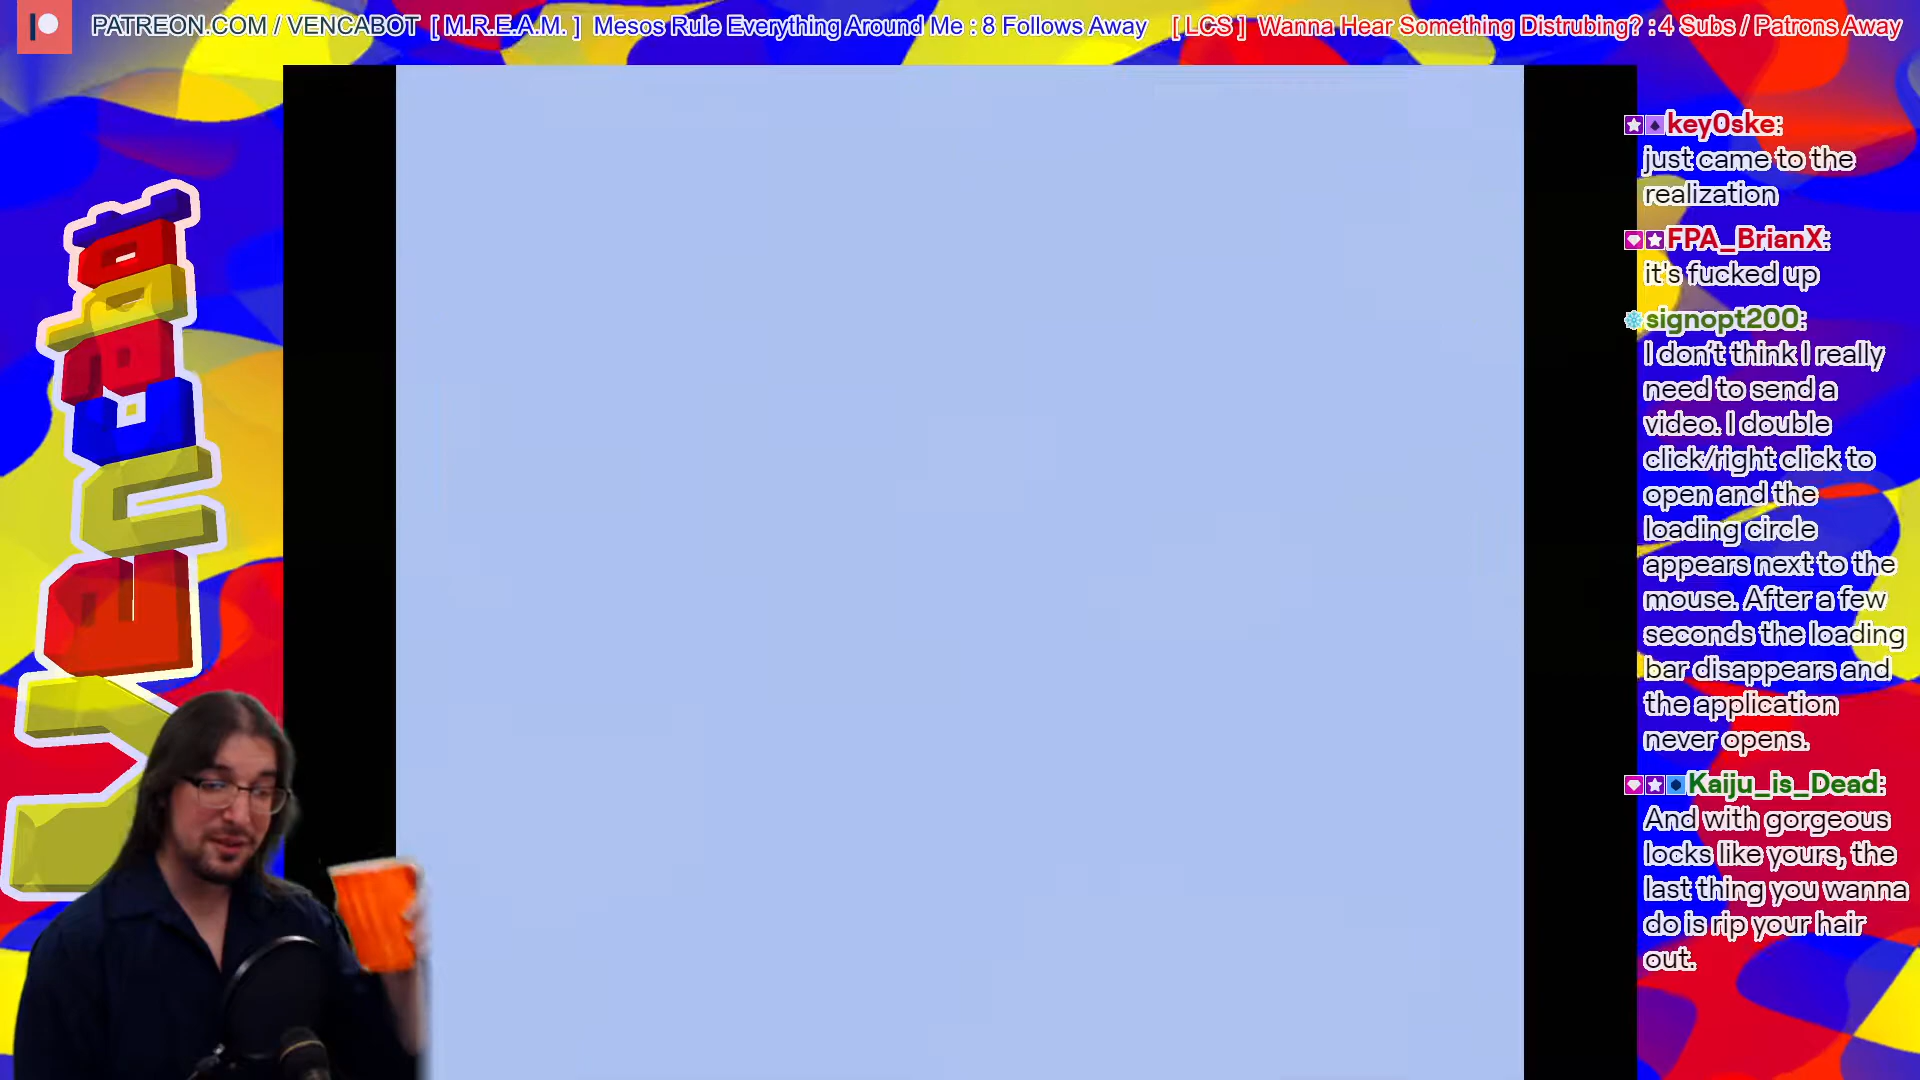 PATREON.COM / VENCABOT [ M.R.E.A.M. ] Mesos Rule Everything Around Me : 8 Follows Away [ LCS ] Wanna Hear Something Distrubing? : 4 Subs / Patrons Away
key0ske:
just came to the
realization
FPA_BrianX:
it's fucked up
signopt200:
I don't think I really
need to send a
video. I double
click/right click to
open and the
loading circle
appears next to the
mouse. After a few
seconds the loading
bar disappears and
the application
never opens.
Kaiju_is_Dead:
And with gorgeous
locks like yours, the
last thing you wanna
do is rip your hair
out.